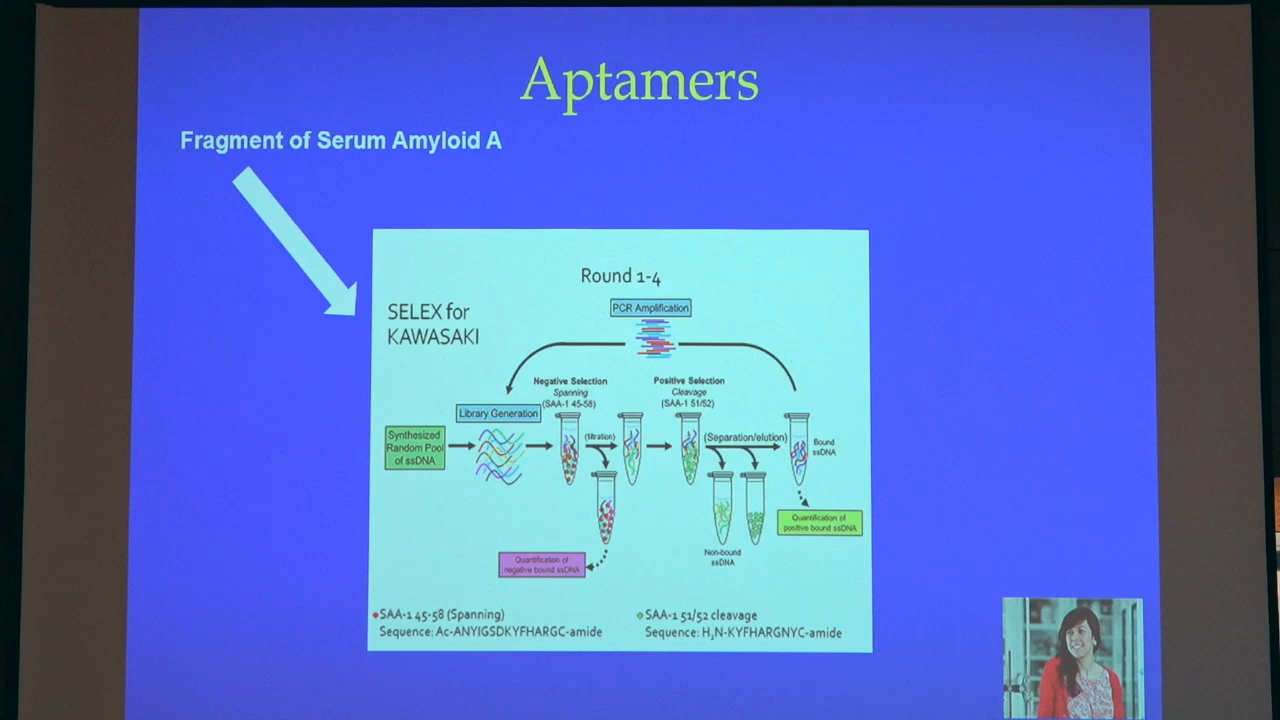 Aptamers
Fragment of Serum Amyloid A
Round 1-4
SELEX for
KAWASAKI
PCR Amplification
Negative Selection
Spanning
(SAA-1 45-58)
Positive Selection
Cleavage
(SAA-1 51/52)
Library Generation
Synthesized
Random Pool
of ssDNA
(filtration)
(Separation/elution)
Bound
ssDNA
Quantification of
positive bound ssDNA
Non-bound
ssDNA
Quantification of
negative bound ssDNA
SAA-1 45-58 (Spanning)
Sequence: Ac-ANYIGSDKYFHARGC-amide
SAA-1 51/52 cleavage
Sequence: H₂N-KYFHARGNYC-amide